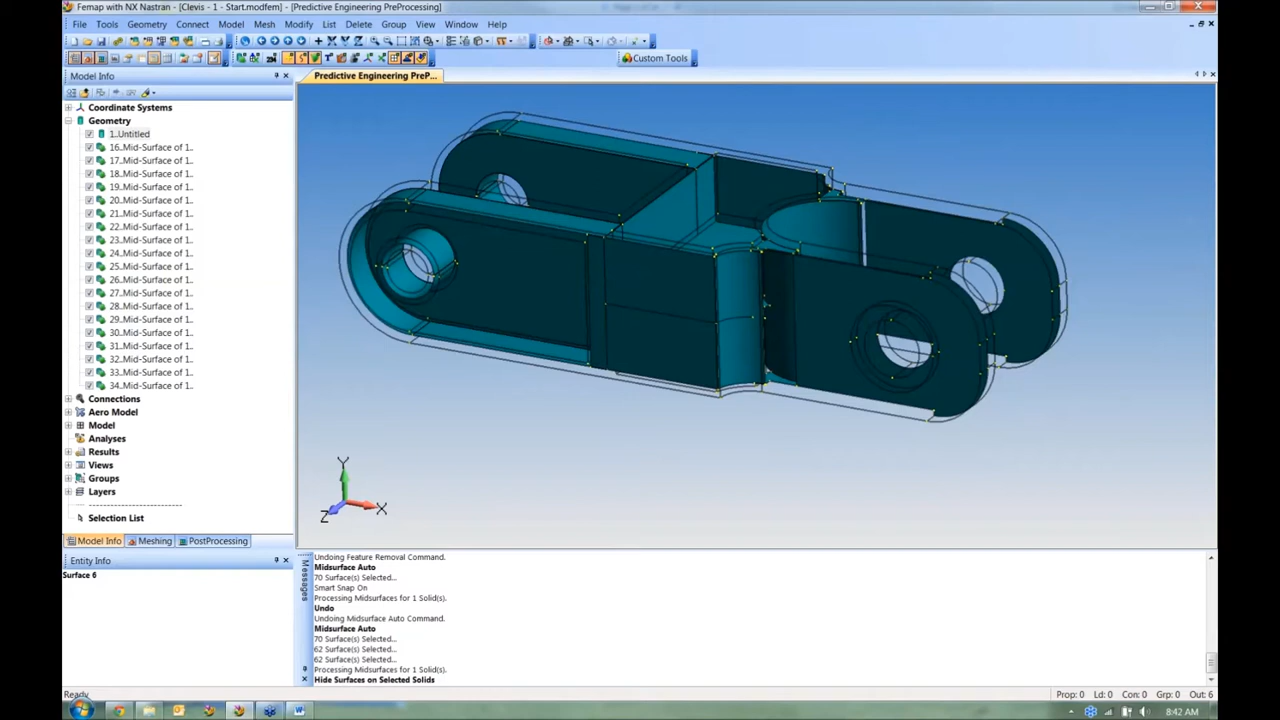 Femap with NX Nastran - [Clevis - 1 - Start.modfem] - [Predictive Engineering PreProcessing]
File Tools Geometry Connect Model Mesh Modify List Delete Group View Window Help
Custom Tools
Model Info
Predictive Engineering PreP...
Coordinate Systems
Geometry
1..Untitled
16..Mid-Surface of 1..
17..Mid-Surface of 1..
18..Mid-Surface of 1..
19..Mid-Surface of 1..
20..Mid-Surface of 1..
21..Mid-Surface of 1..
22..Mid-Surface of 1..
23..Mid-Surface of 1..
24..Mid-Surface of 1..
25..Mid-Surface of 1..
26..Mid-Surface of 1..
27..Mid-Surface of 1..
28..Mid-Surface of 1..
29..Mid-Surface of 1..
30..Mid-Surface of 1..
31..Mid-Surface of 1..
32..Mid-Surface of 1..
33..Mid-Surface of 1..
34..Mid-Surface of 1..
Connections
Aero Model
Model
Analyses
Results
Views
Groups
Layers
Selection List
Y
X
Z
Model Info Meshing PostProcessing
Entity Info
Surface 6
Messages
Undoing Feature Removal Command.
Midsurface Auto
70 Surface(s) Selected...
Smart Snap On
Processing Midsurfaces for 1 Solid(s).
Undo
Undoing Midsurface Auto Command.
Midsurface Auto
70 Surface(s) Selected...
62 Surface(s) Selected...
62 Surface(s) Selected...
Processing Midsurfaces for 1 Solid(s).
Hide Surfaces on Selected Solids
Ready
Prop: 0 Ld: 0 Con: 0 Grp: 0 Out: 6
8:42 AM